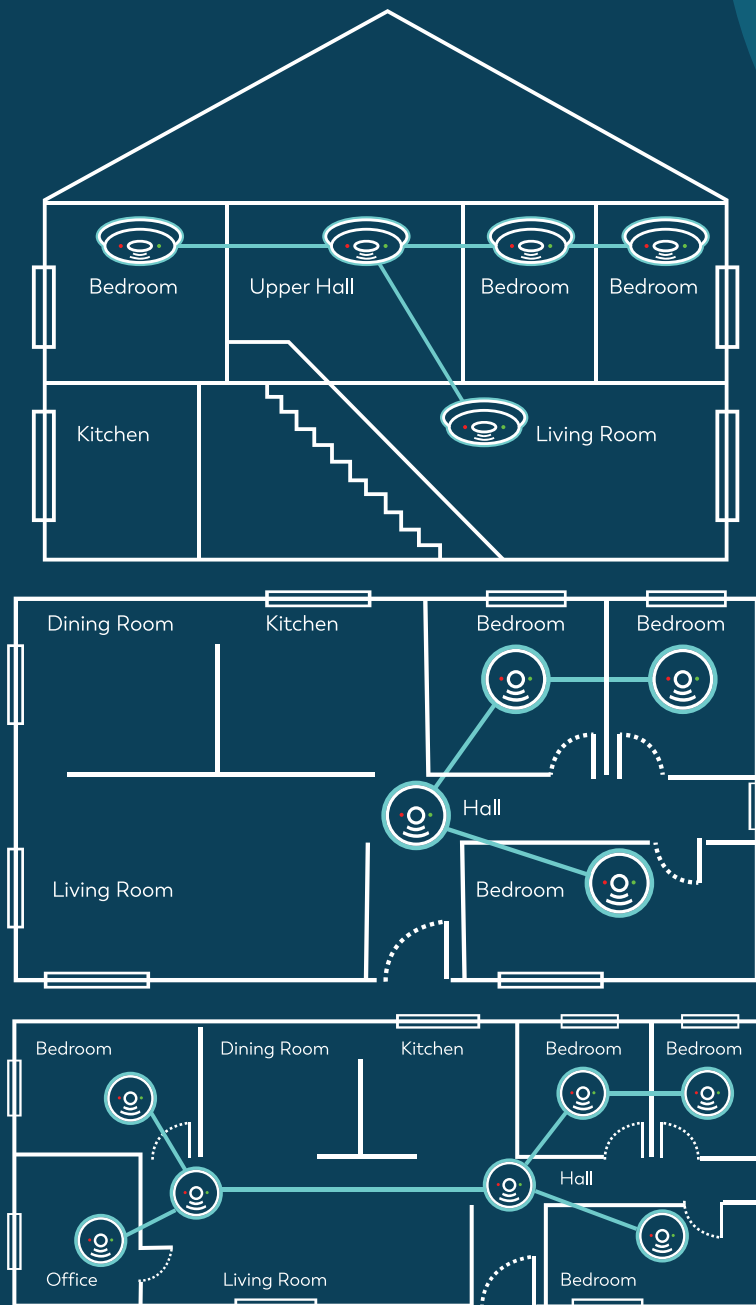 Bedroom Upper Hall Bedroom Bedroom
Kitchen Living Room
Dining Room Kitchen Bedroom Bedroom
Hall
Living Room Bedroom
Bedroom Dining Room Kitchen Bedroom Bedroom
Hall
Office Living Room Bedroom